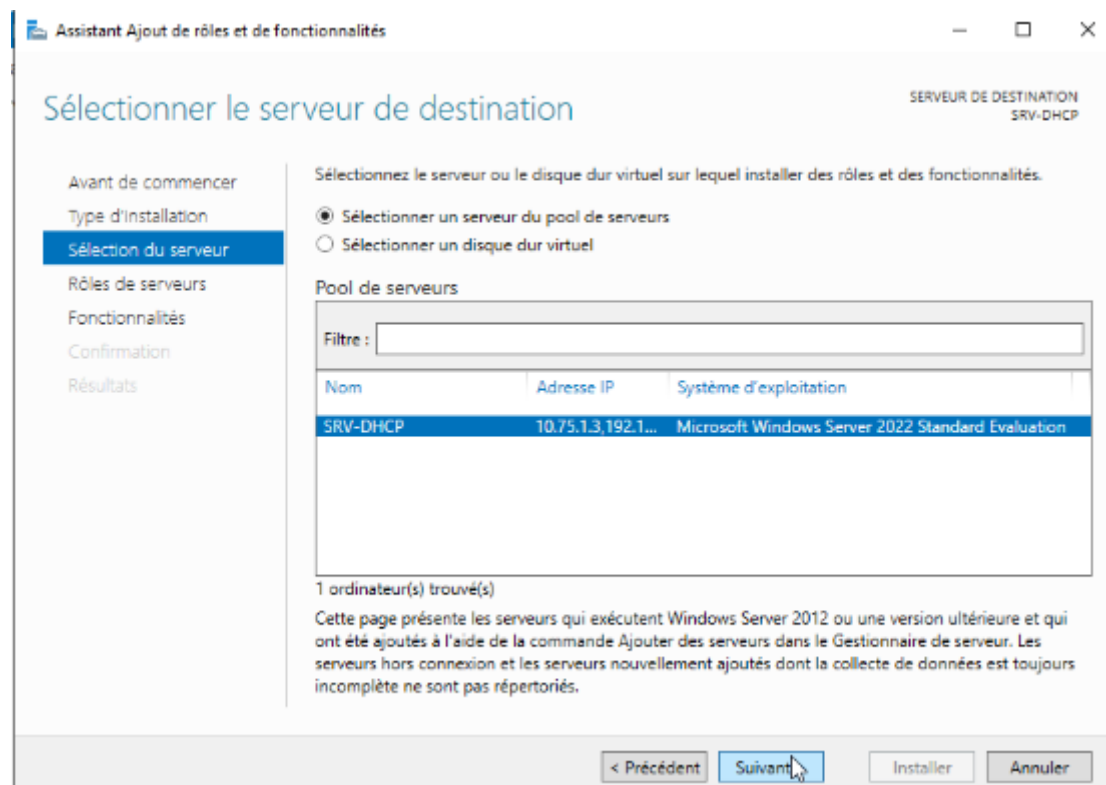 Assistant Ajout de rôles et de fonctionnalités
Sélectionner le serveur de destination
SERVEUR DE DESTINATION
SRV-DHCP
Avant de commencer
Type d'installation
Sélection du serveur
Rôles de serveurs
Fonctionnalités
Confirmation
Résultats
Sélectionnez le serveur ou le disque dur virtuel sur lequel installer des rôles et des fonctionnalités.
Sélectionner un serveur du pool de serveurs
Sélectionner un disque dur virtuel
Pool de serveurs
Filtre :
Nom Adresse IP Système d'exploitation
SRV-DHCP 10.75.1.3,192.1... Microsoft Windows Server 2022 Standard Evaluation
1 ordinateur(s) trouvé(s)
Cette page présente les serveurs qui exécutent Windows Server 2012 ou une version ultérieure et qui
ont été ajoutés à l'aide de la commande Ajouter des serveurs dans le Gestionnaire de serveur. Les
serveurs hors connexion et les serveurs nouvellement ajoutés dont la collecte de données est toujours
incomplète ne sont pas répertoriés.
< Précédent Suivant Installer Annuler